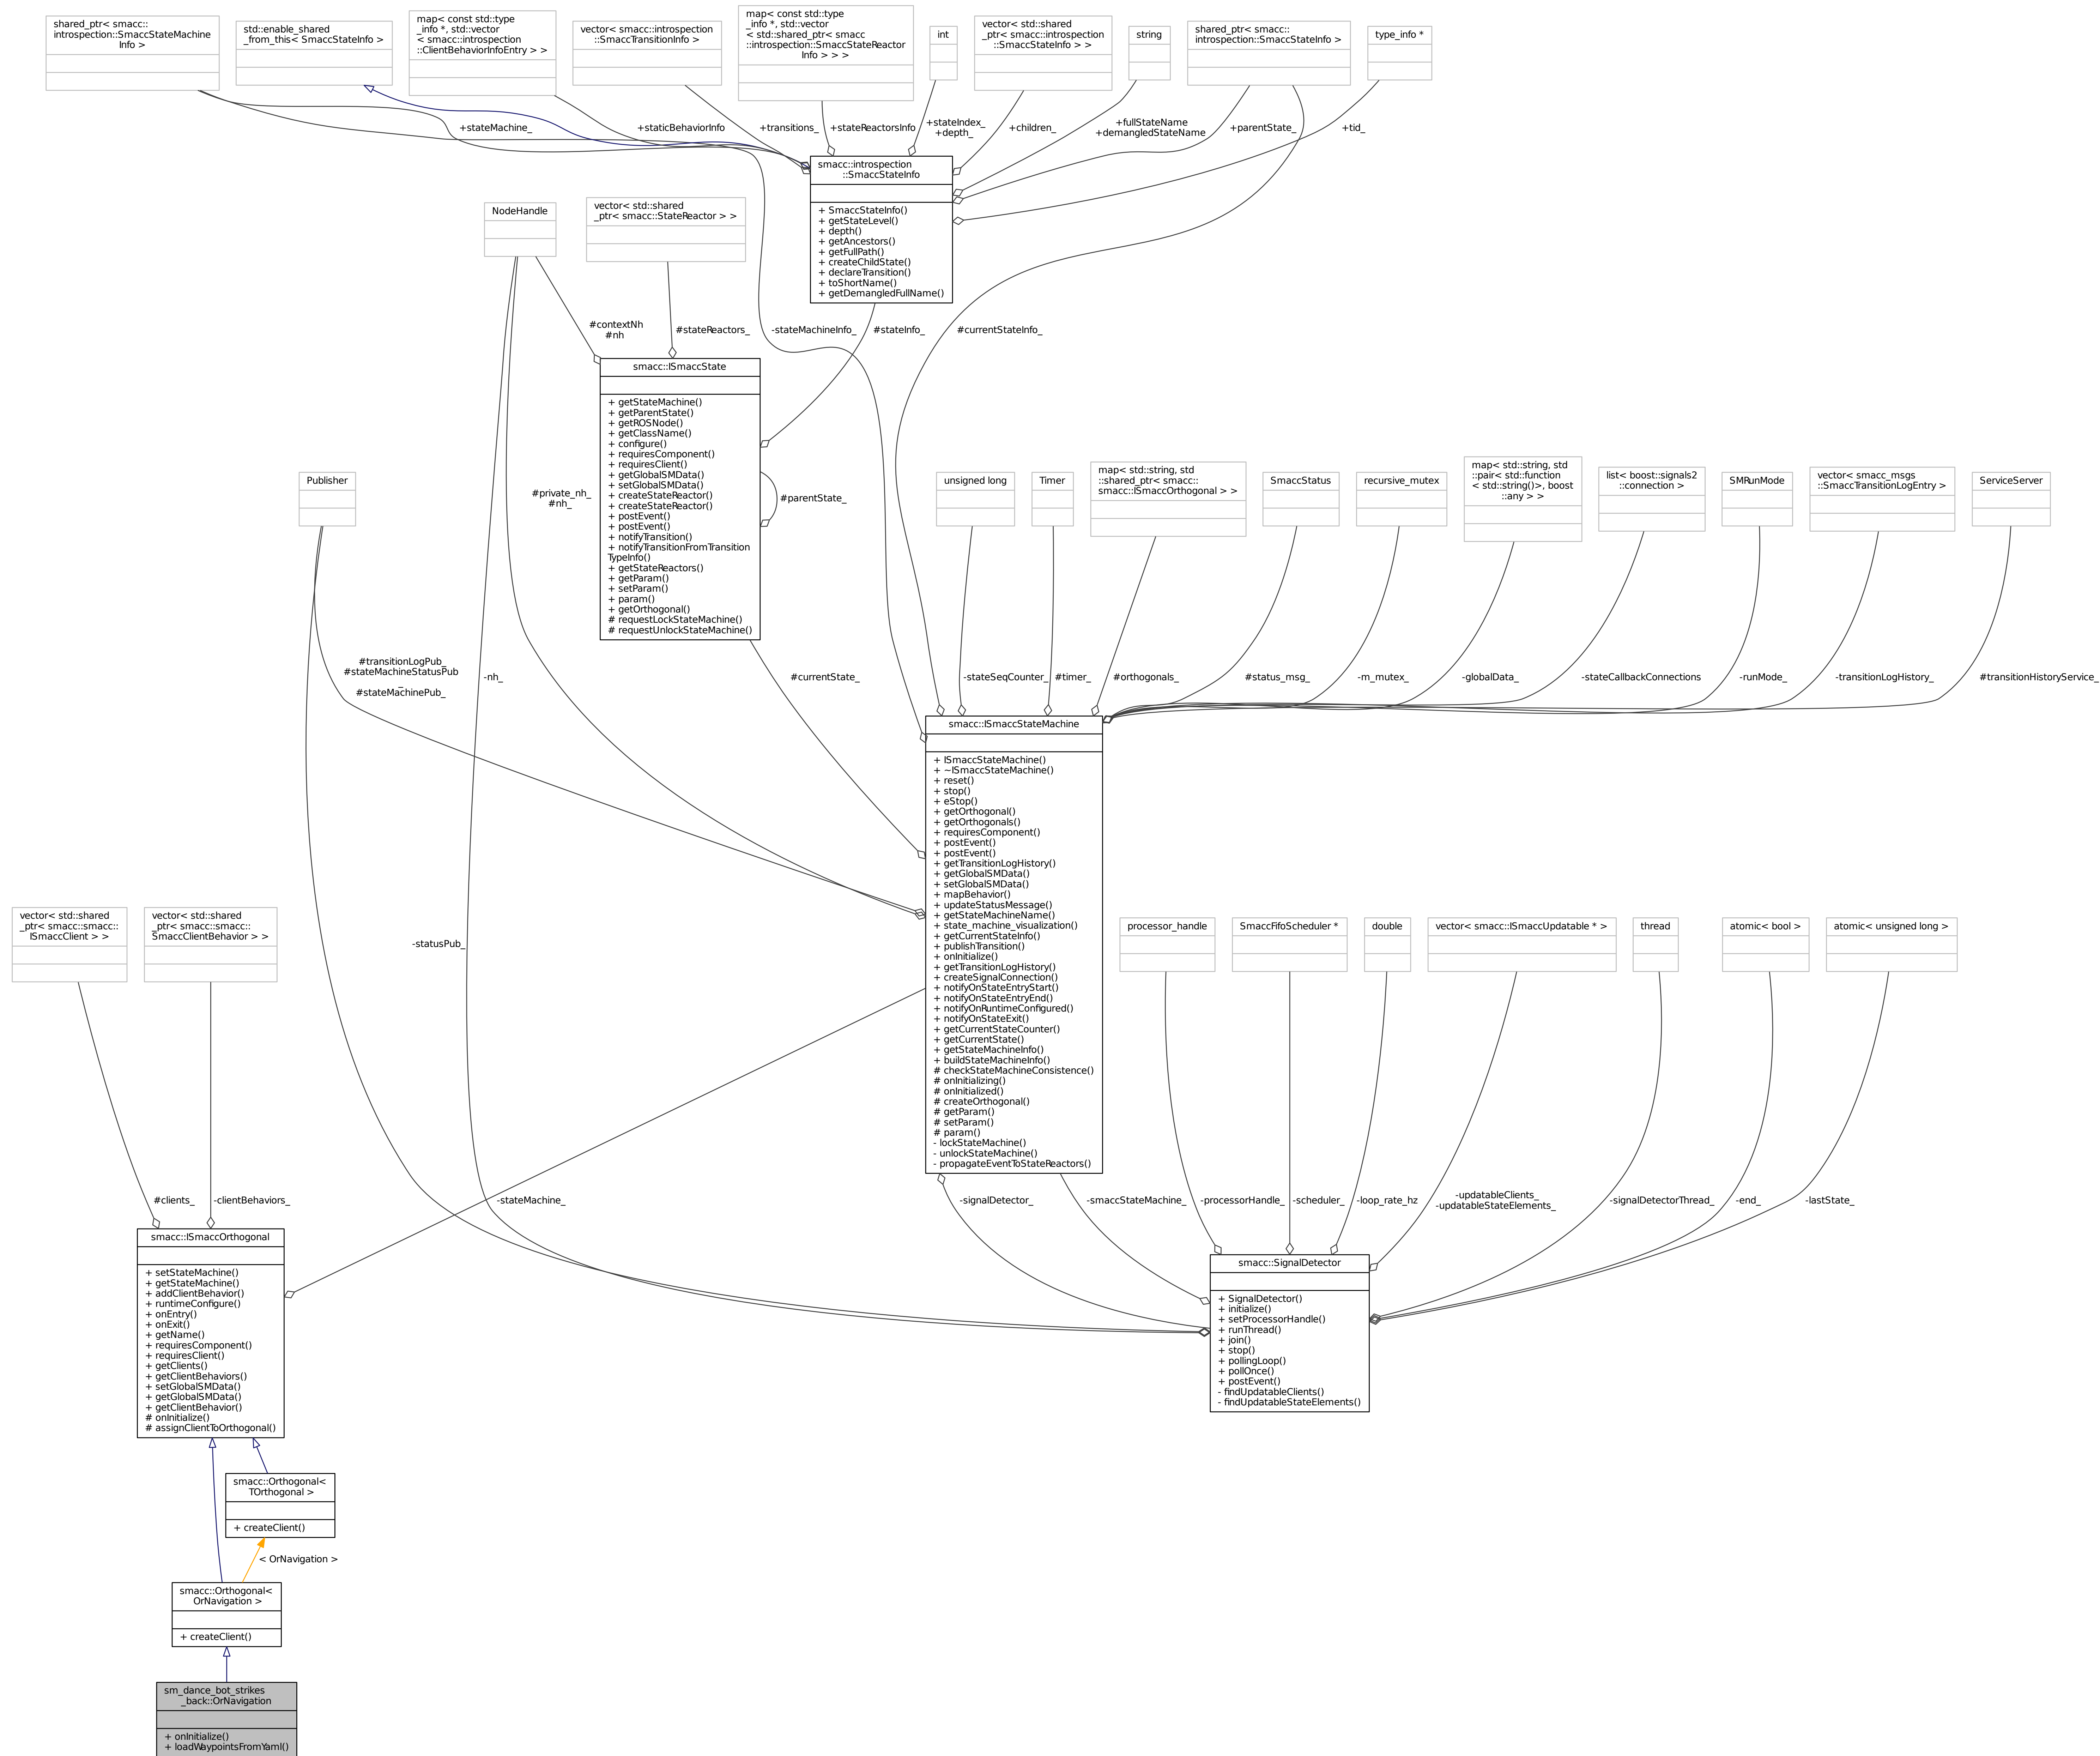 shared_ptr< smacc::
introspection::SmaccStateMachine
Info >
std::enable_shared
_from_this< SmaccStateInfo >
map< const std::type
_info *, std::vector
< smacc::introspection
::ClientBehaviorInfoEntry > >
vector< smacc::introspection
::SmaccTransitionInfo >
map< const std::type
_info *, std::vector
< std::shared_ptr< smacc
::introspection::SmaccStateReactor
Info > > >
int
vector< std::shared
_ptr< smacc::introspection
::SmaccStateInfo > >
string
shared_ptr< smacc::
introspection::SmaccStateInfo >
type_info *
+stateMachine_
+staticBehaviorInfo
+transitions_
+stateReactorsInfo
+stateIndex_
+depth_
+children_
+fullStateName
+demangledStateName
+parentState_
+tid_
smacc::introspection
::SmaccStateInfo
+ SmaccStateInfo()
+ getStateLevel()
+ depth()
+ getAncestors()
+ getFullPath()
+ createChildState()
+ declareTransition()
+ toShortName()
+ getDemangledFullName()
NodeHandle
vector< std::shared
_ptr< smacc::StateReactor > >
#contextNh
#nh
#stateReactors_
-stateMachineInfo_
#stateInfo_
#currentStateInfo_
smacc::ISmaccState
+ getStateMachine()
+ getParentState()
+ getROSNode()
+ getClassName()
+ configure()
+ requiresComponent()
+ requiresClient()
+ getGlobalSMData()
+ setGlobalSMData()
+ createStateReactor()
+ createStateReactor()
+ postEvent()
+ postEvent()
+ notifyTransition()
+ notifyTransitionFromTransition
TypeInfo()
+ getStateReactors()
+ getParam()
+ setParam()
+ param()
+ getOrthogonal()
# requestLockStateMachine()
# requestUnlockStateMachine()
#private_nh_
#nh_
#parentState_
Publisher
unsigned long
Timer
map< std::string, std
::shared_ptr< smacc::
smacc::ISmaccOrthogonal > >
SmaccStatus
recursive_mutex
map< std::string, std
::pair< std::function
< std::string()>, boost
::any > >
list< boost::signals2
::connection >
SMRunMode
vector< smacc_msgs
::SmaccTransitionLogEntry >
ServiceServer
#transitionLogPub_
#stateMachineStatusPub
_
#stateMachinePub_
-nh_
#currentState_
-stateSeqCounter_
#timer_
#orthogonals_
#status_msg_
-m_mutex_
-globalData_
-stateCallbackConnections
-runMode_
-transitionLogHistory_
#transitionHistoryService_
smacc::ISmaccStateMachine
+ ISmaccStateMachine()
+ ~ISmaccStateMachine()
+ reset()
+ stop()
+ eStop()
+ getOrthogonal()
+ getOrthogonals()
+ requiresComponent()
+ postEvent()
+ postEvent()
+ getTransitionLogHistory()
+ getGlobalSMData()
+ setGlobalSMData()
+ mapBehavior()
+ updateStatusMessage()
+ getStateMachineName()
+ state_machine_visualization()
+ getCurrentStateInfo()
+ publishTransition()
+ onInitialize()
+ getTransitionLogHistory()
+ createSignalConnection()
+ notifyOnStateEntryStart()
+ notifyOnStateEntryEnd()
+ notifyOnRuntimeConfigured()
+ notifyOnStateExit()
+ getCurrentStateCounter()
+ getCurrentState()
+ getStateMachineInfo()
+ buildStateMachineInfo()
# checkStateMachineConsistence()
# onInitializing()
# onInitialized()
# createOrthogonal()
# getParam()
# setParam()
# param()
- lockStateMachine()
- unlockStateMachine()
- propagateEventToStateReactors()
vector< std::shared
_ptr< smacc::smacc::
ISmaccClient > >
vector< std::shared
_ptr< smacc::smacc::
SmaccClientBehavior > >
-statusPub_
processor_handle
SmaccFifoScheduler *
double
vector< smacc::ISmaccUpdatable * >
thread
atomic< bool >
atomic< unsigned long >
#clients_
-clientBehaviors_
-stateMachine_
-signalDetector_
-smaccStateMachine_
-processorHandle_
-scheduler_
-loop_rate_hz
-updatableClients_
-updatableStateElements_
-signalDetectorThread_
-end_
-lastState_
smacc::ISmaccOrthogonal
+ setStateMachine()
+ getStateMachine()
+ addClientBehavior()
+ runtimeConfigure()
+ onEntry()
+ onExit()
+ getName()
+ requiresComponent()
+ requiresClient()
+ getClients()
+ getClientBehaviors()
+ setGlobalSMData()
+ getGlobalSMData()
+ getClientBehavior()
# onInitialize()
# assignClientToOrthogonal()
smacc::SignalDetector
+ SignalDetector()
+ initialize()
+ setProcessorHandle()
+ runThread()
+ join()
+ stop()
+ pollingLoop()
+ pollOnce()
+ postEvent()
- findUpdatableClients()
- findUpdatableStateElements()
smacc::Orthogonal<
TOrthogonal >
+ createClient()
< OrNavigation >
smacc::Orthogonal<
OrNavigation >
+ createClient()
sm_dance_bot_strikes
_back::OrNavigation
+ onInitialize()
+ loadWaypointsFromYaml()